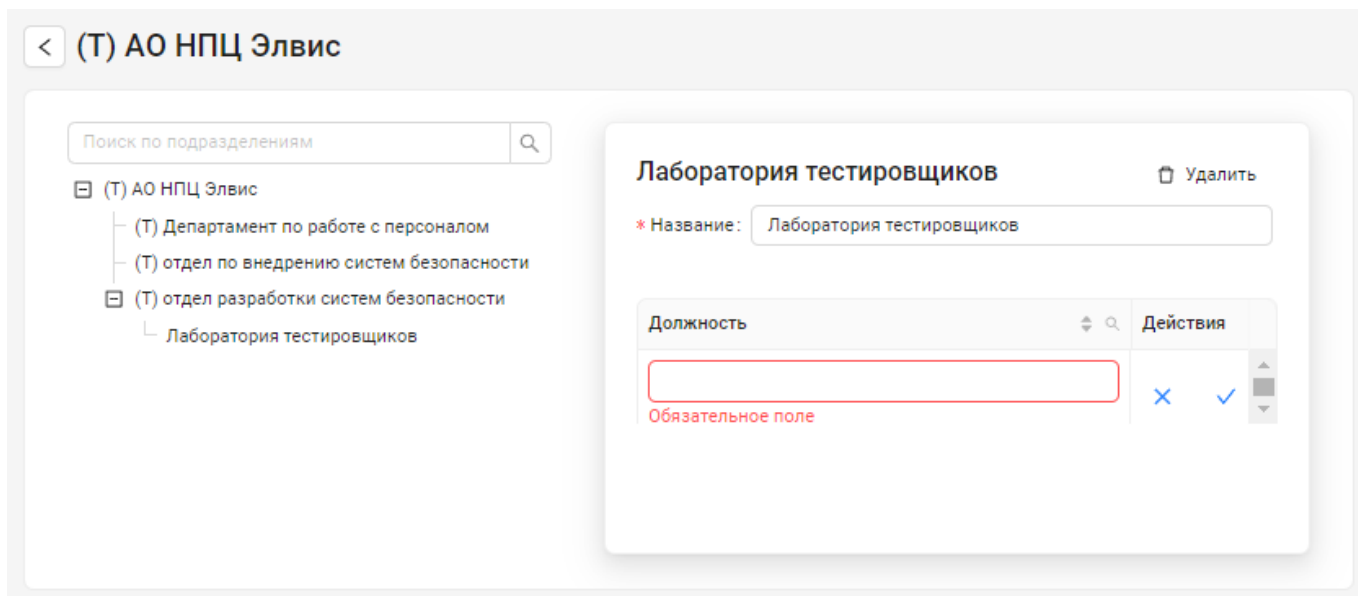 (Т) АО НПЦ Элвис
Поиск по подразделениям
(Т) АО НПЦ Элвис
(Т) Департамент по работе с персоналом
(Т) отдел по внедрению систем безопасности
(Т) отдел разработки систем безопасности
Лаборатория тестировщиков
Лаборатория тестировщиков
Удалить
* Название: Лаборатория тестировщиков
Должность Действия
Обязательное поле